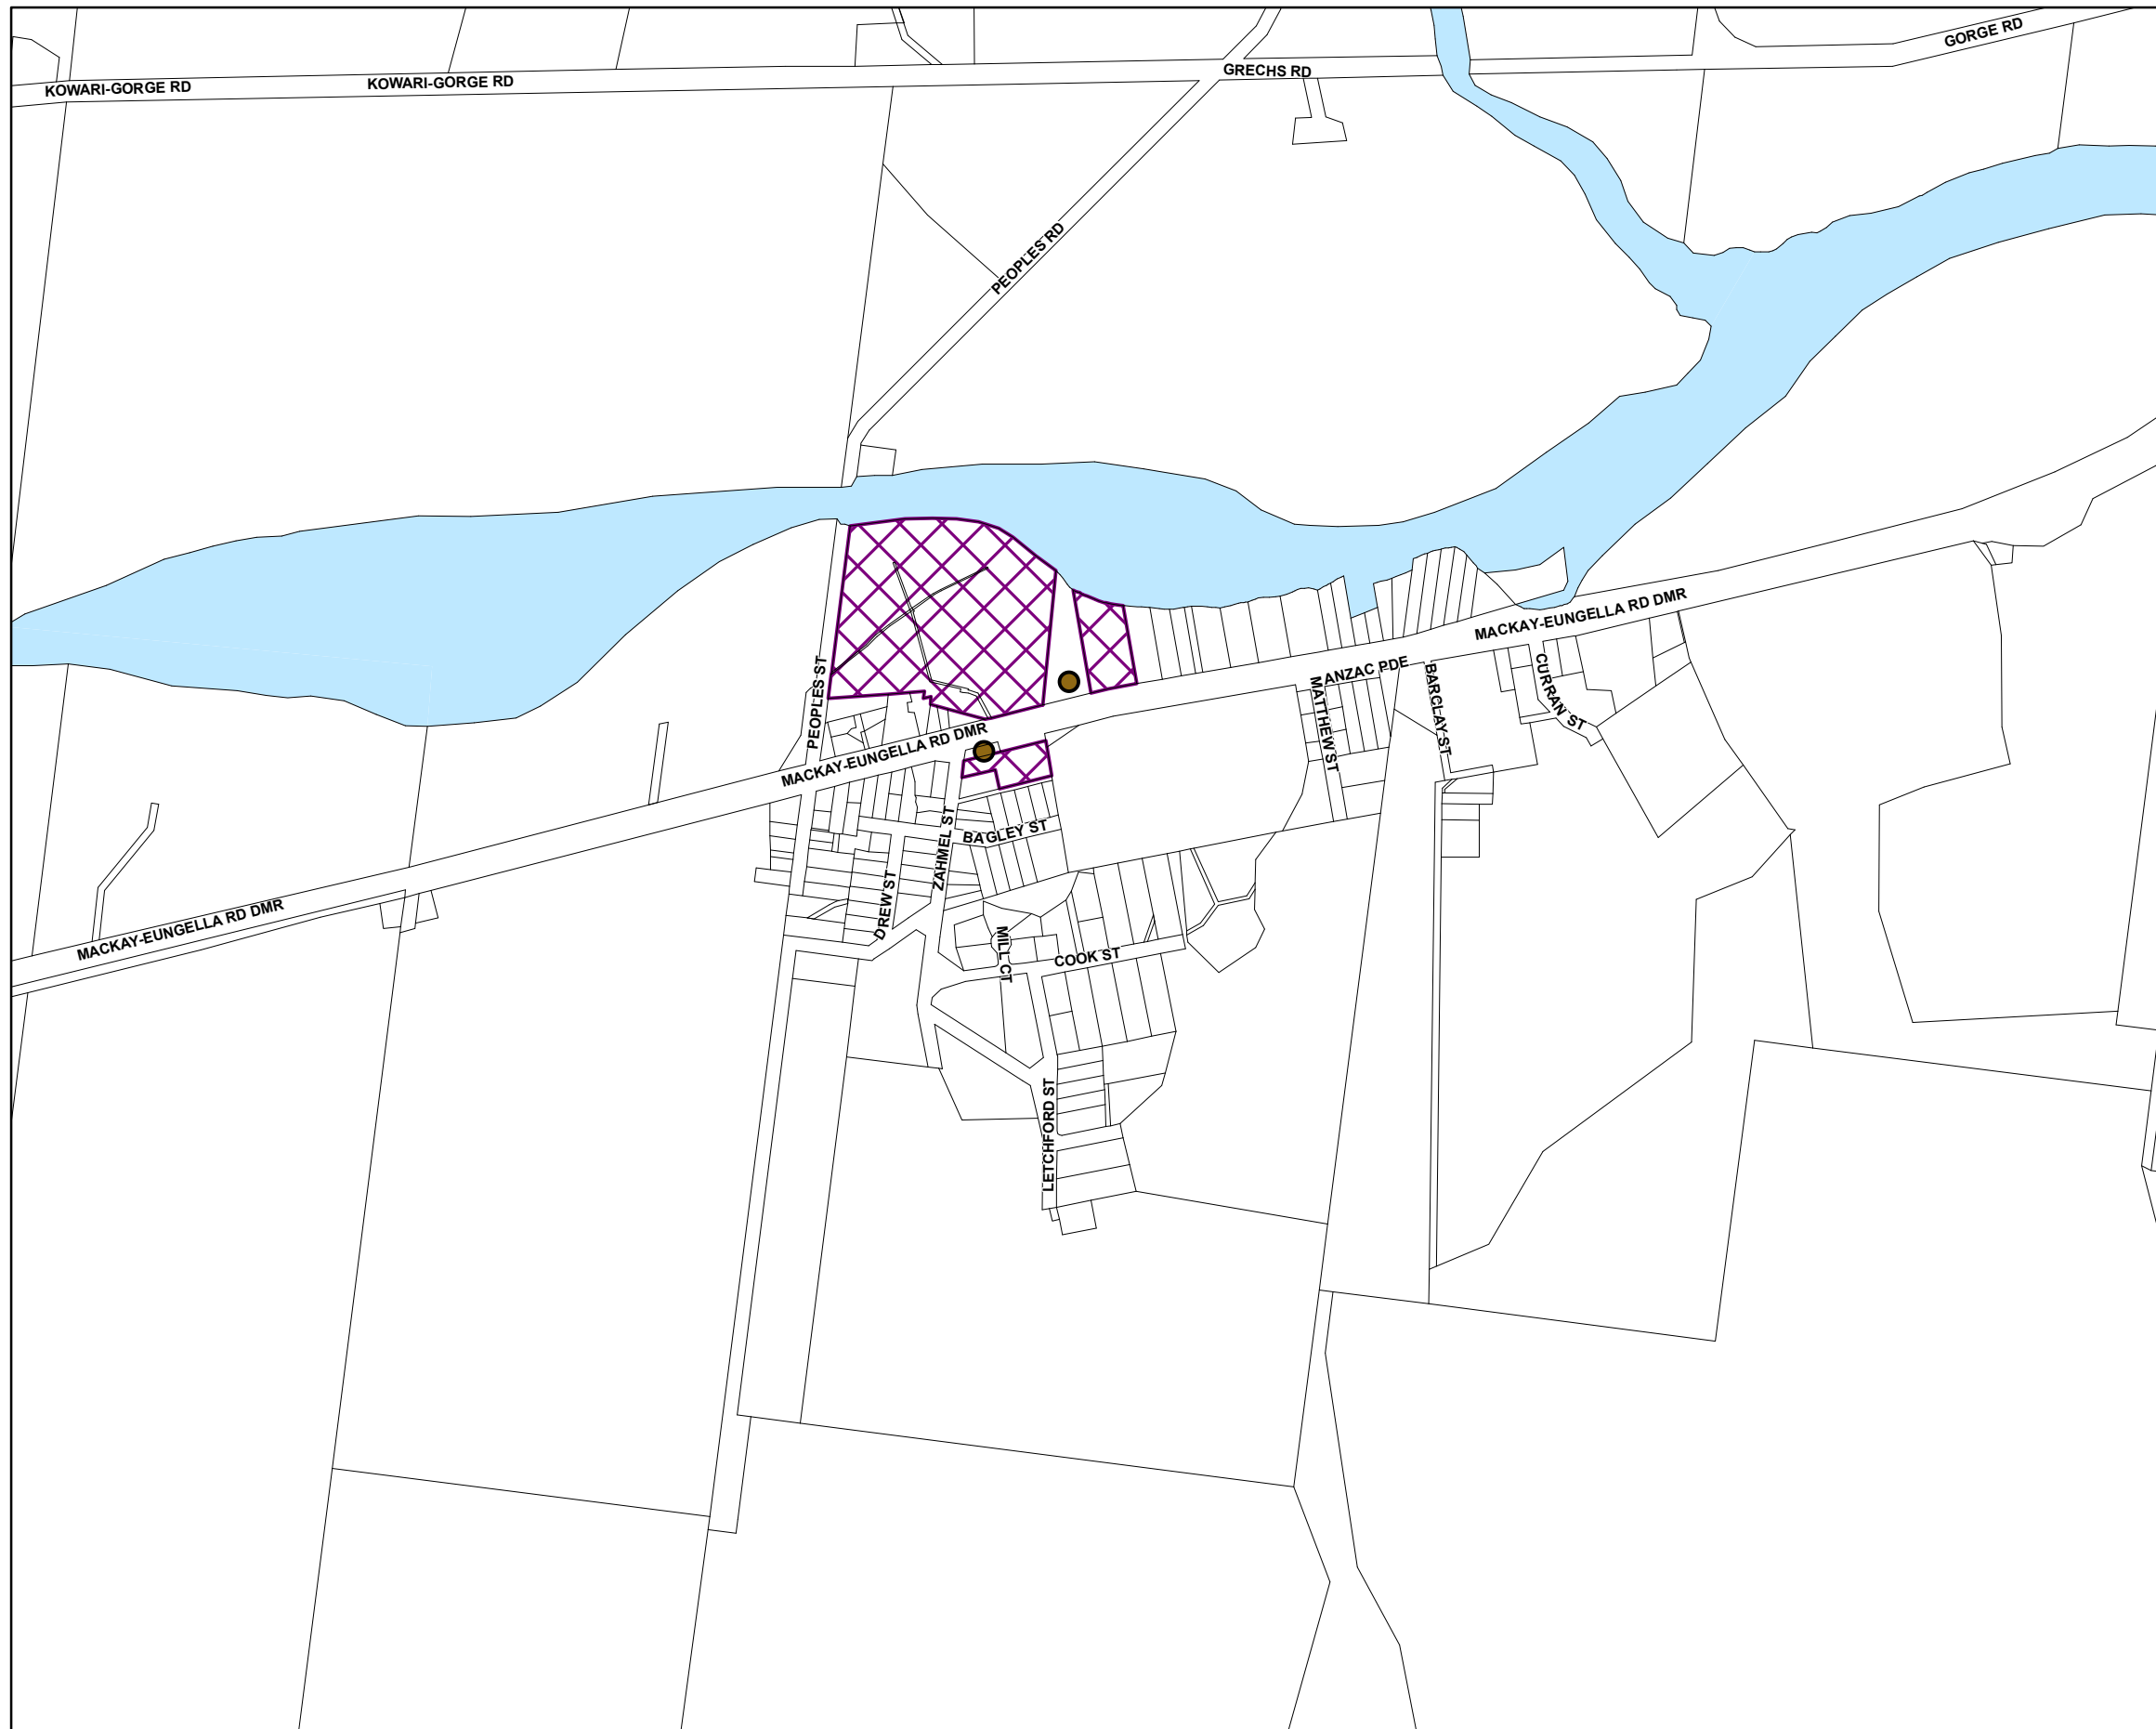 GORGE RD
GRECHS RD
KOWARI-GORGE RD
KOWARI-GORGE RD
PEOPLES RD
MACKAY-EUNGELLA RD DMR
ANZAC PDE
PEOPLES ST
BARCLAY ST
CURRAN ST
MATTHEW ST
MACKAY-EUNGELLA RD DMR
BAGLEY ST
ZAHMEL ST
DREW ST
MACKAY-EUNGELLA RD DMR
MILL CT
COOK ST
LETCHFORD ST